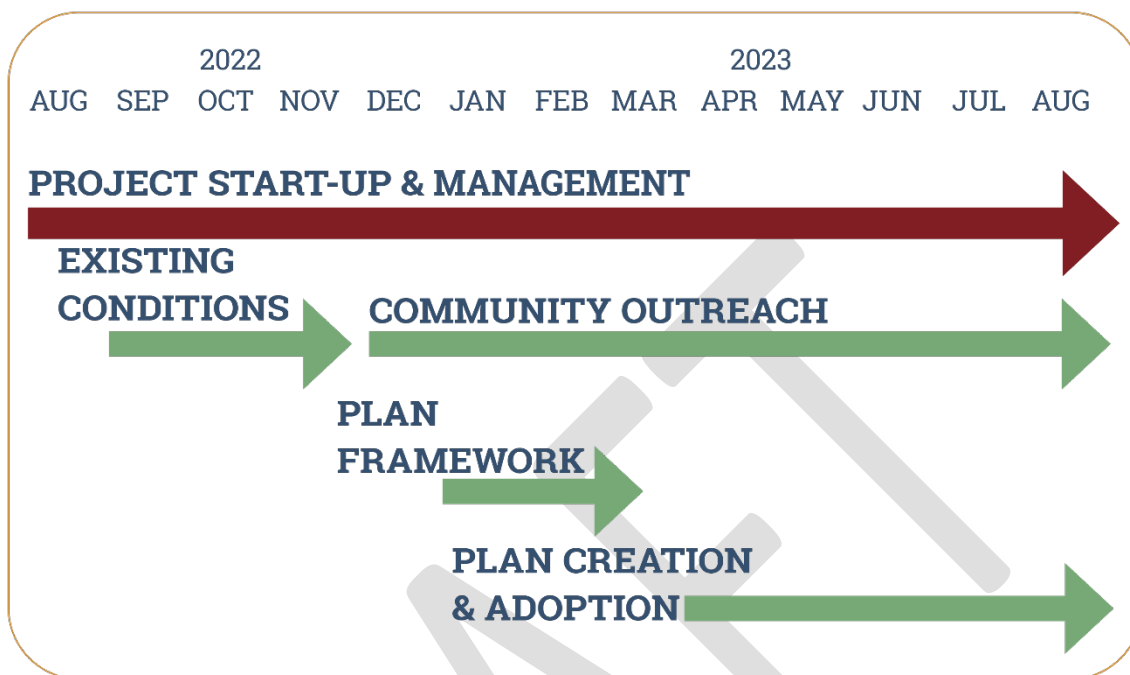 2022 2023
AUG SEP OCT NOV DEC JAN FEB MAR APR MAY JUN JUL AUG
PROJECT START-UP & MANAGEMENT
EXISTING
CONDITIONS
COMMUNITY OUTREACH
PLAN
FRAMEWORK
PLAN CREATION
& ADOPTION